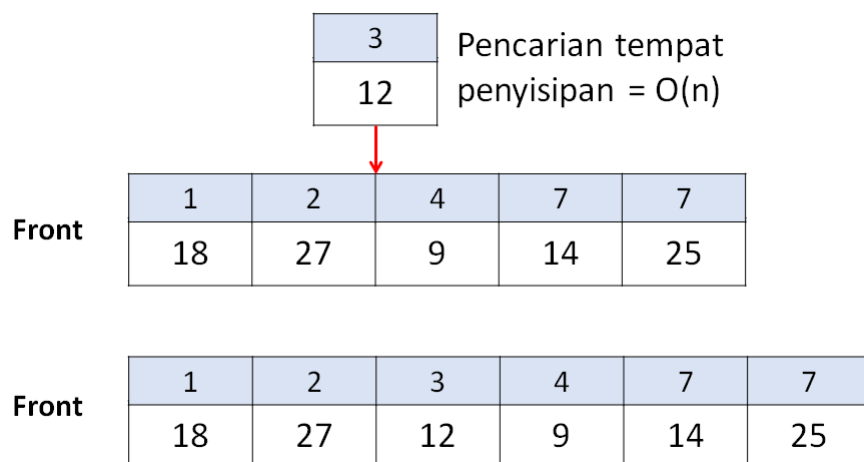 3
12
Pencarian tempat
penyisipan = O(n)
1 2 4 7 7
Front
18 27 9 14 25
1 2 3 4 7 7
Front
18 27 12 9 14 25